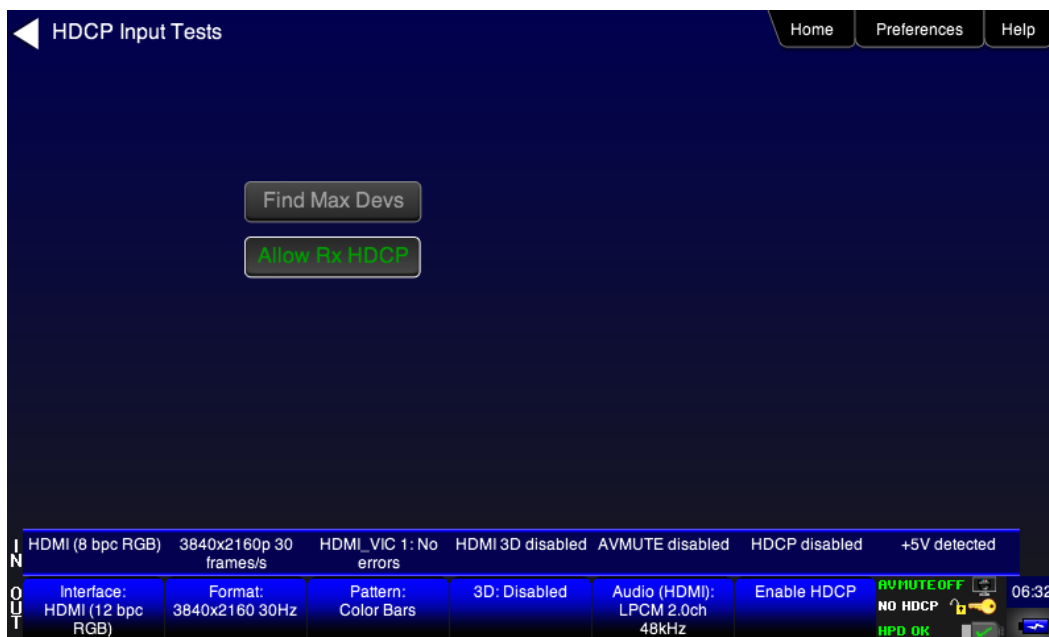 HDCP Input Tests
Home
Preferences
Help
Find Max Devs
Allow Rx HDCP
IN
HDMI (8 bpc RGB)
3840x2160p 30
frames/s
HDMI_VIC 1: No
errors
HDMI 3D disabled
AVMUTE disabled
HDCP disabled
+5V detected
OUT
Interface:
HDMI (12 bpc
RGB)
Format:
3840x2160 30Hz
Pattern:
Color Bars
3D: Disabled
Audio (HDMI):
LPCM 2.0ch
48kHz
Enable HDCP
AVMUTEOFF
NO HDCP
HPD OK
06:32